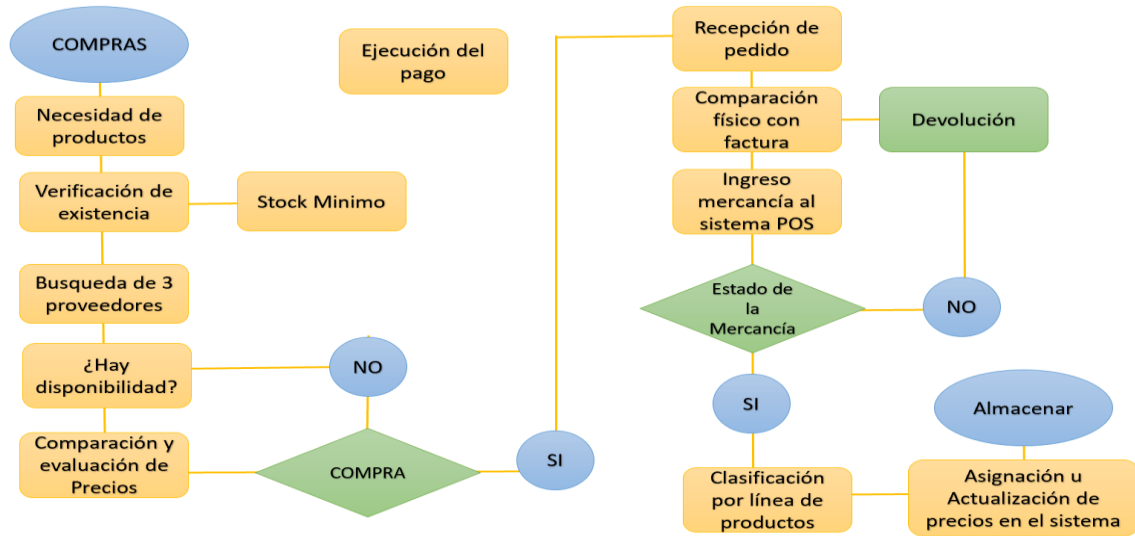 COMPRAS
Necesidad de
productos
Verificación de
existencia
Stock Minimo
Busqueda de 3
proveedores
¿Hay
disponibilidad?
NO
Comparación y
evaluación de
Precios
COMPRA
SI
Ejecución del
pago
Recepción de
pedido
Comparación
físico con
factura
Devolución
Ingreso
mercancía al
sistema POS
Estado de
la
Mercancía
NO
SI
Clasificación
por línea de
productos
Asignación u
Actualización de
precios en el sistema
Almacenar